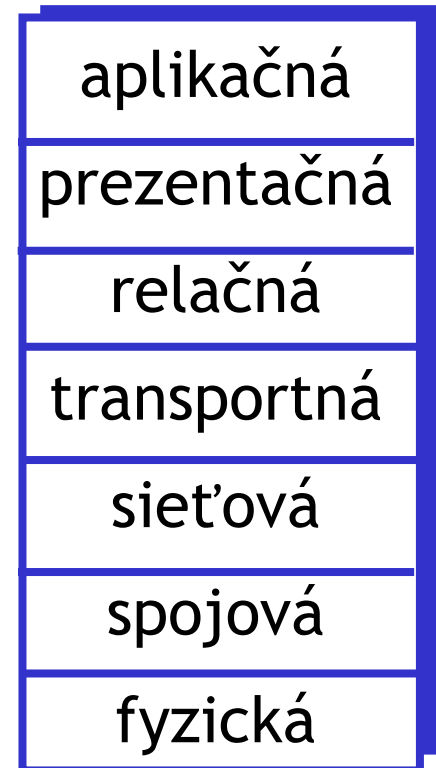 aplikačná
prezentačná
relačná
transportná
sieťová
spojová
fyzická